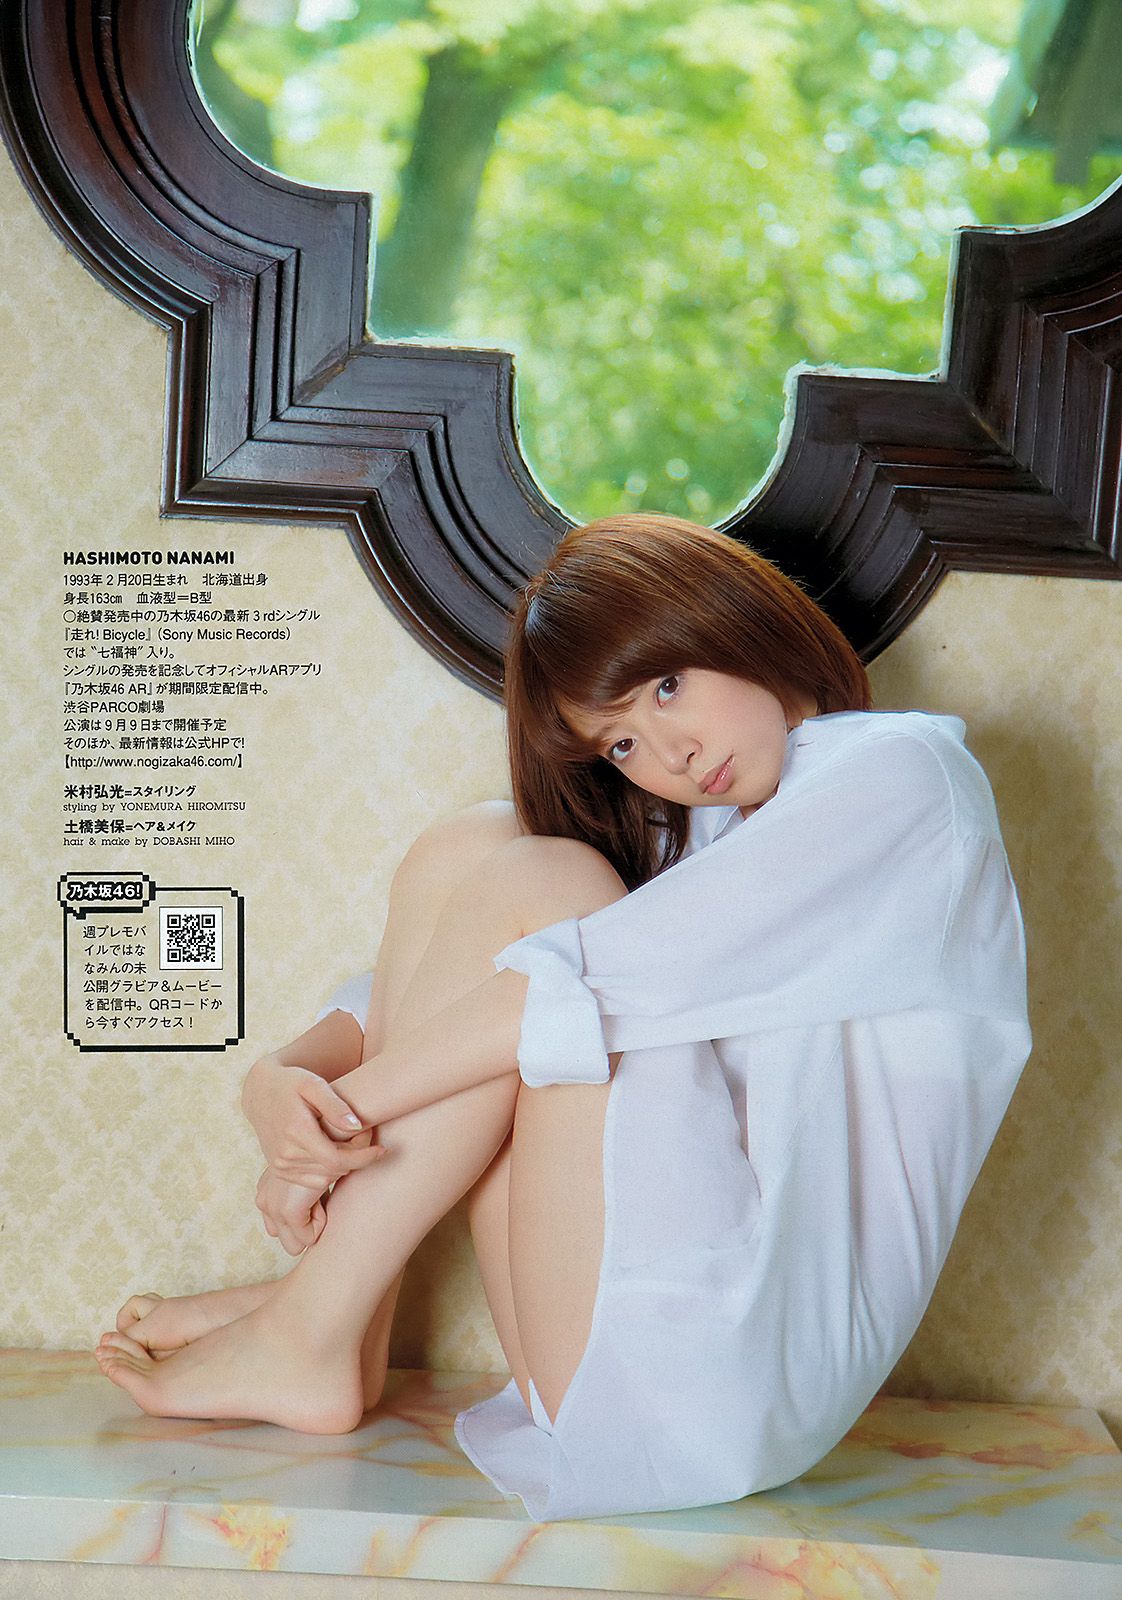 HASHIMOTO NANAMI
1993年2月20日生まれ　北海道出身
身長163㎝　血液型＝B型
〇絶賛発売中の乃木坂46の最新3rdシングル
『走れ! Bicycle』（Sony Music Records）
では“七福神”入り。
シングルの発売を記念してオフィシャルARアプリ
『乃木坂46 AR』が期間限定配信中。
渋谷PARCO劇場
公演は9月9日まで開催予定
そのほか、最新情報は公式HPで!
【http://www.nogizaka46.com/】
米村弘光＝スタイリング
styling by YONEMURA HIROMITSU
土橋美保＝ヘア＆メイク
hair & make by DOBASHI MIHO
乃木坂46!
週プレモバ
イルではな
なみんの未
公開グラビア＆ムービー
を配信中。QRコードか
ら今すぐアクセス！